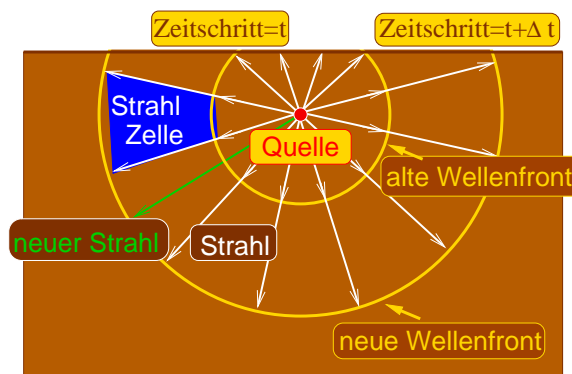 Zeitschritt=t
Zeitschritt=t+Δ t
Strahl
Zelle
Quelle
alte Wellenfront
neuer Strahl
Strahl
neue Wellenfront